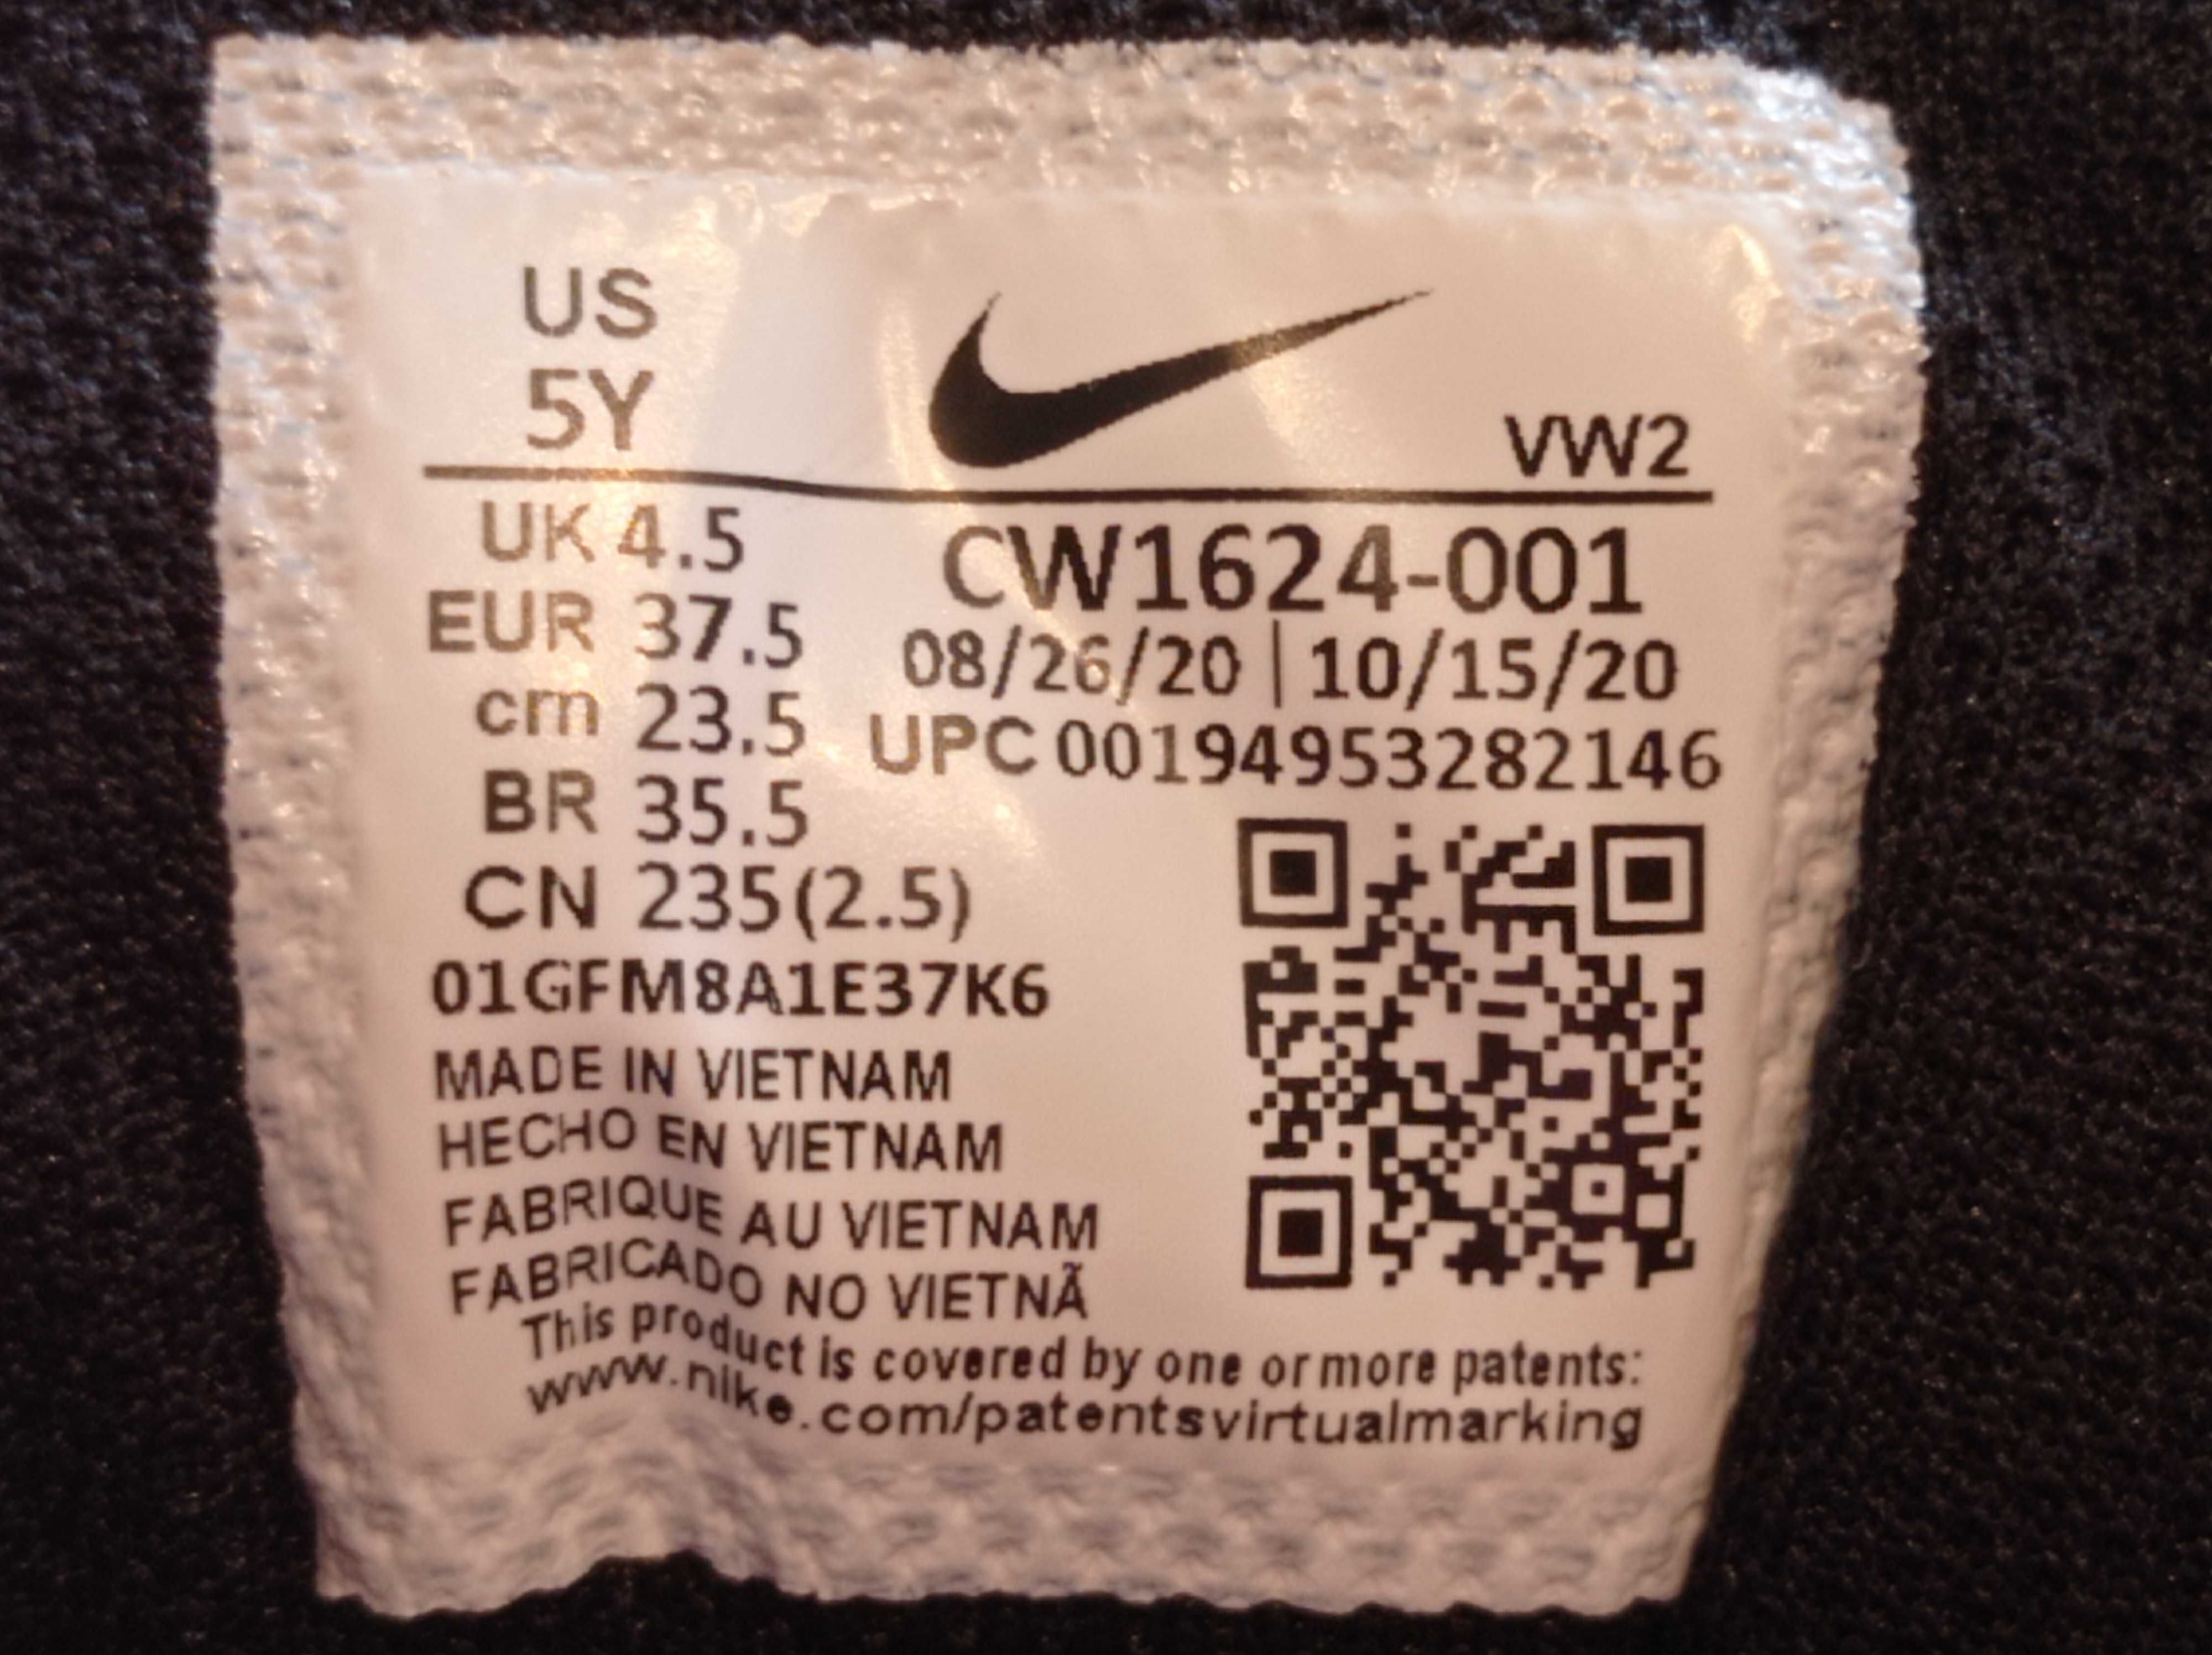 US
5Y
VW2
UK 4.5
EUR 37.5
cm 23.5
BR 35.5
CN 235(2.5)
CW1624-001
08/26/20 | 10/15/20
UPC 00194953282146
01GFM8A1E37K6
MADE IN VIETNAM
HECHO EN VIETNAM
FABRIQUE AU VIETNAM
FABRICADO NO VIETNÃ
This product is covered by one or more patents:
www.nike.com/patentsvirtualmarking